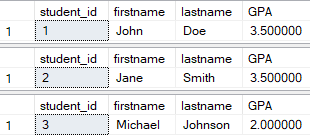 student_id firstname lastname GPA
1 1 John Doe 3.500000
student_id firstname lastname GPA
1 2 Jane Smith 3.500000
student_id firstname lastname GPA
1 3 Michael Johnson 2.000000